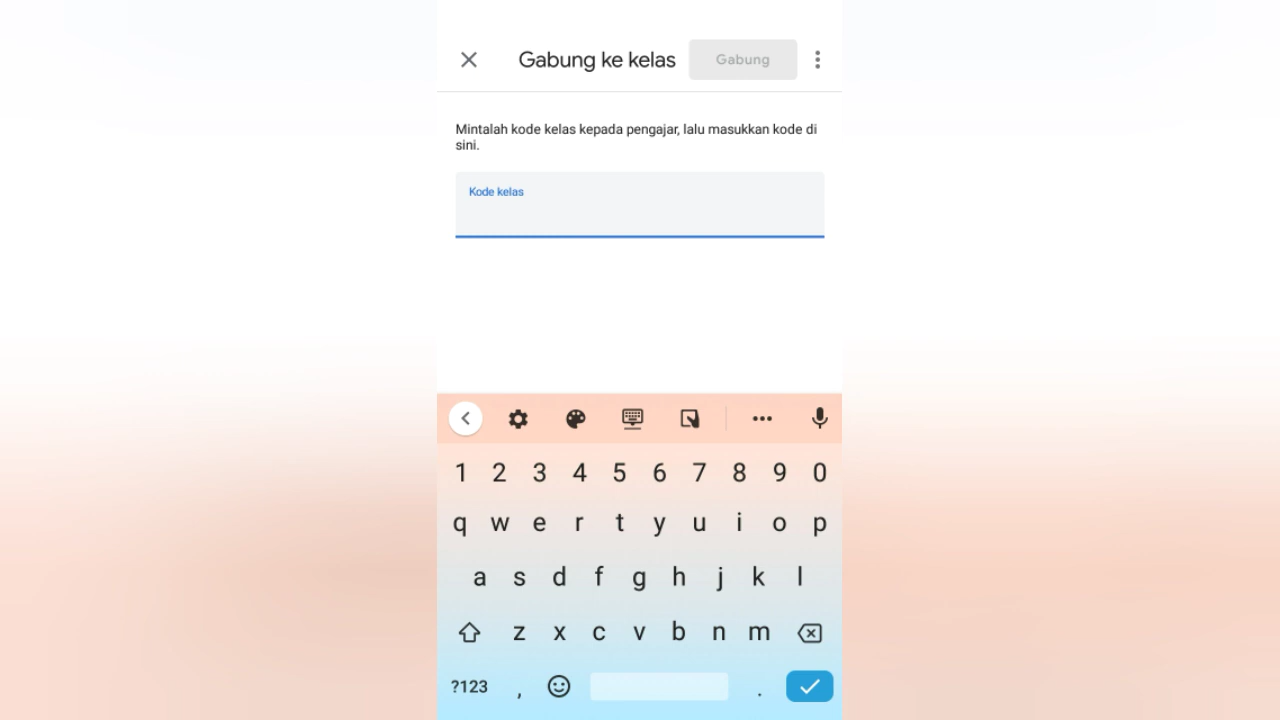 Gabung ke kelas
Gabung
Mintalah kode kelas kepada pengajar, lalu masukkan kode di
sini.
Kode kelas
1 2 3 4 5 6 7 8 9 0
q w e r t y u i o p
a s d f g h j k l
z x c v b n m
?123 , .